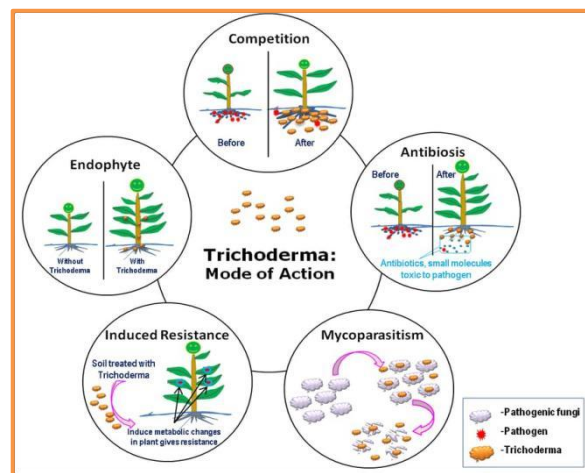 Competition
Before
After
Antibiosis
Before
After
Antibiotics, small molecules
toxic to pathogen
Endophyte
Without
Trichoderma
With
Trichoderma
Trichoderma:
Mode of Action
Induced Resistance
Soil treated with
Trichoderma
Induce metabolic changes
in plant gives resistance
Mycoparasitism
-Pathogenic fungi
-Pathogen
-Trichoderma